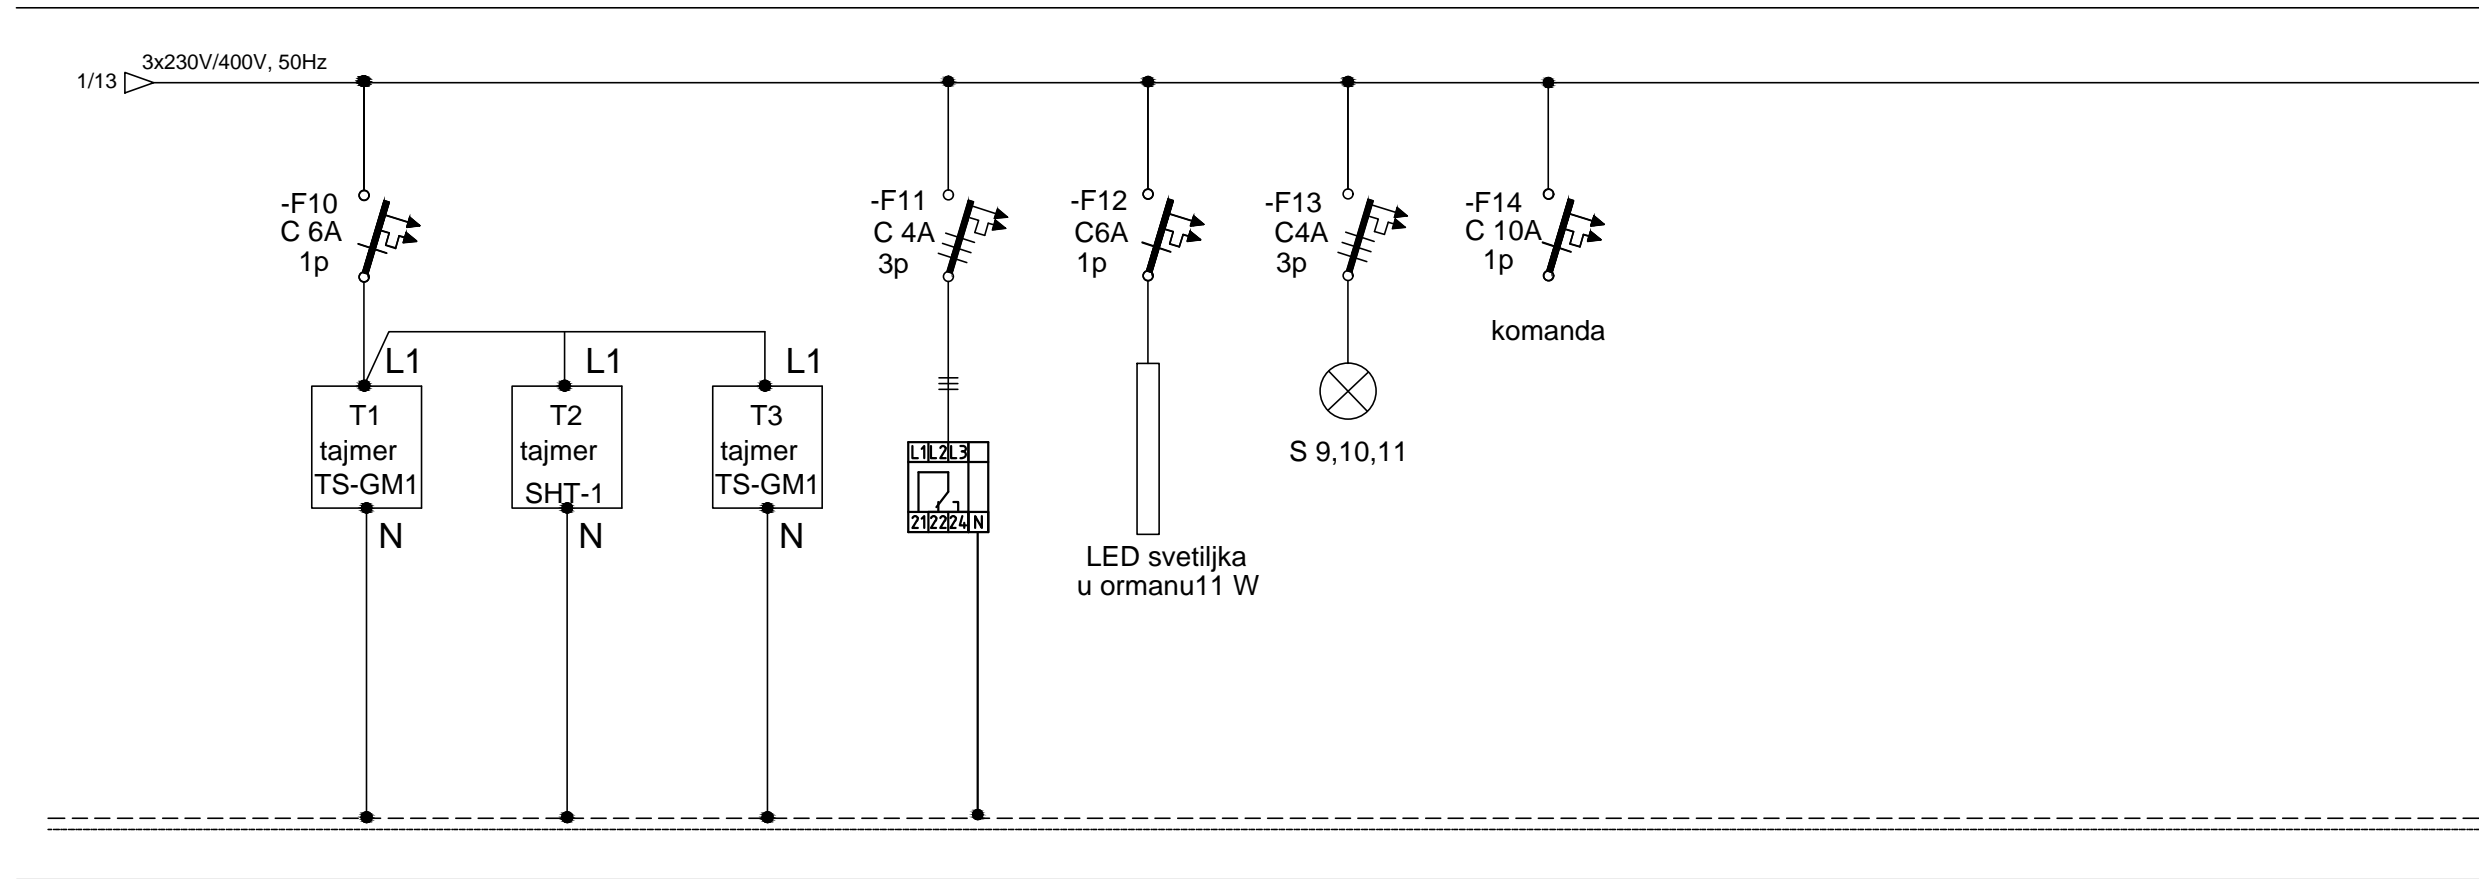 3x230V/400V, 50Hz
1/13
-F10
C 6A
1p
-F11
C 4A
3p
-F12
C6A
1p
-F13
C4A
3p
-F14
C 10A
1p
komanda
L1
L1
L1
T1
tajmer
TS-GM1
T2
tajmer
SHT-1
T3
tajmer
TS-GM1
L1 L2 L3
21 22 24 N
S 9,10,11
N
N
N
LED svetiljka
u ormanu11 W